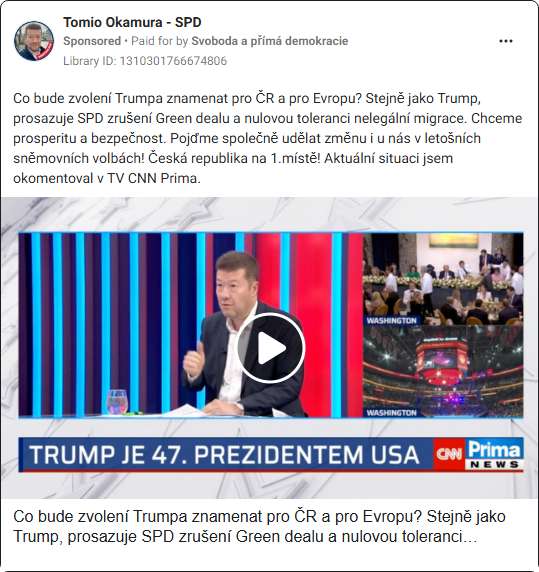 Tomio Okamura - SPD
Sponsored • Paid for by Svoboda a přímá demokracie
Library ID: 1310301766674806
Co bude zvolení Trumpa znamenat pro ČR a pro Evropu? Stejně jako Trump,
prosazuje SPD zrušení Green dealu a nulovou toleranci nelegální migrace. Chceme
prosperitu a bezpečnost. Pojďme společně udělat změnu i u nás v letošních
sněmovních volbách! Česká republika na 1.místě! Aktuální situaci jsem
okomentoval v TV CNN Prima.
WASHINGTON
WASHINGTON
TRUMP JE 47. PREZIDENTEM USA
CNN Prima
NEWS
Co bude zvolení Trumpa znamenat pro ČR a pro Evropu? Stejně jako
Trump, prosazuje SPD zrušení Green dealu a nulovou toleranci…